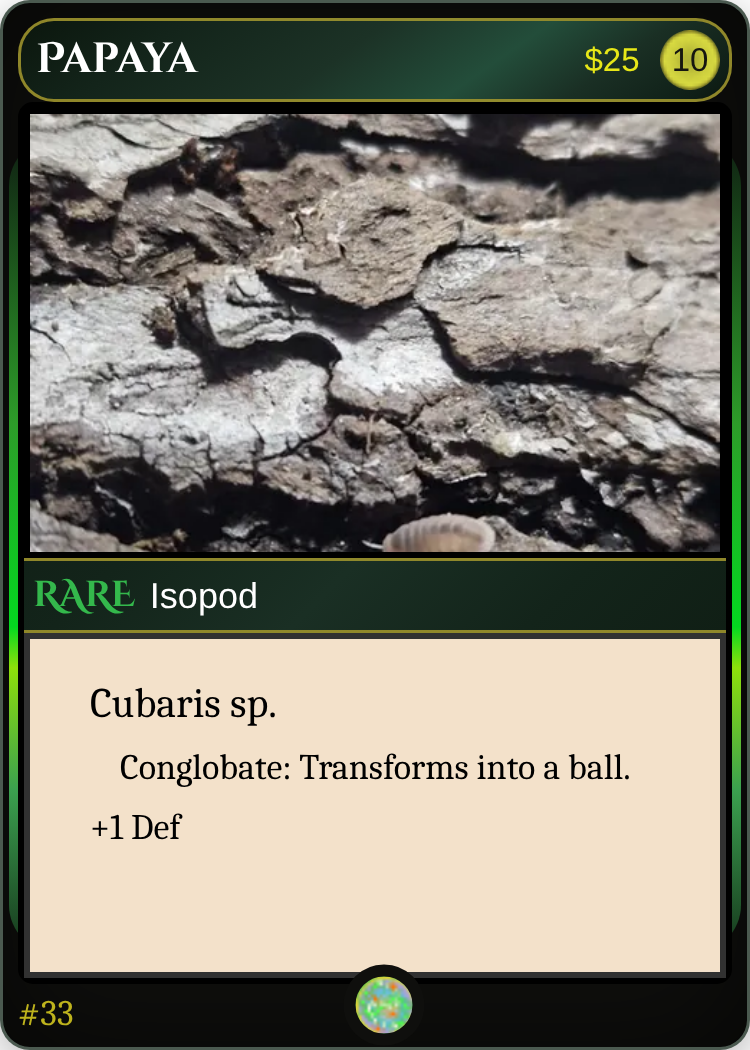 PAPAYA $25 10
RARE Isopod
Cubaris sp.
Conglobate: Transforms into a ball.
+1 Def
#33